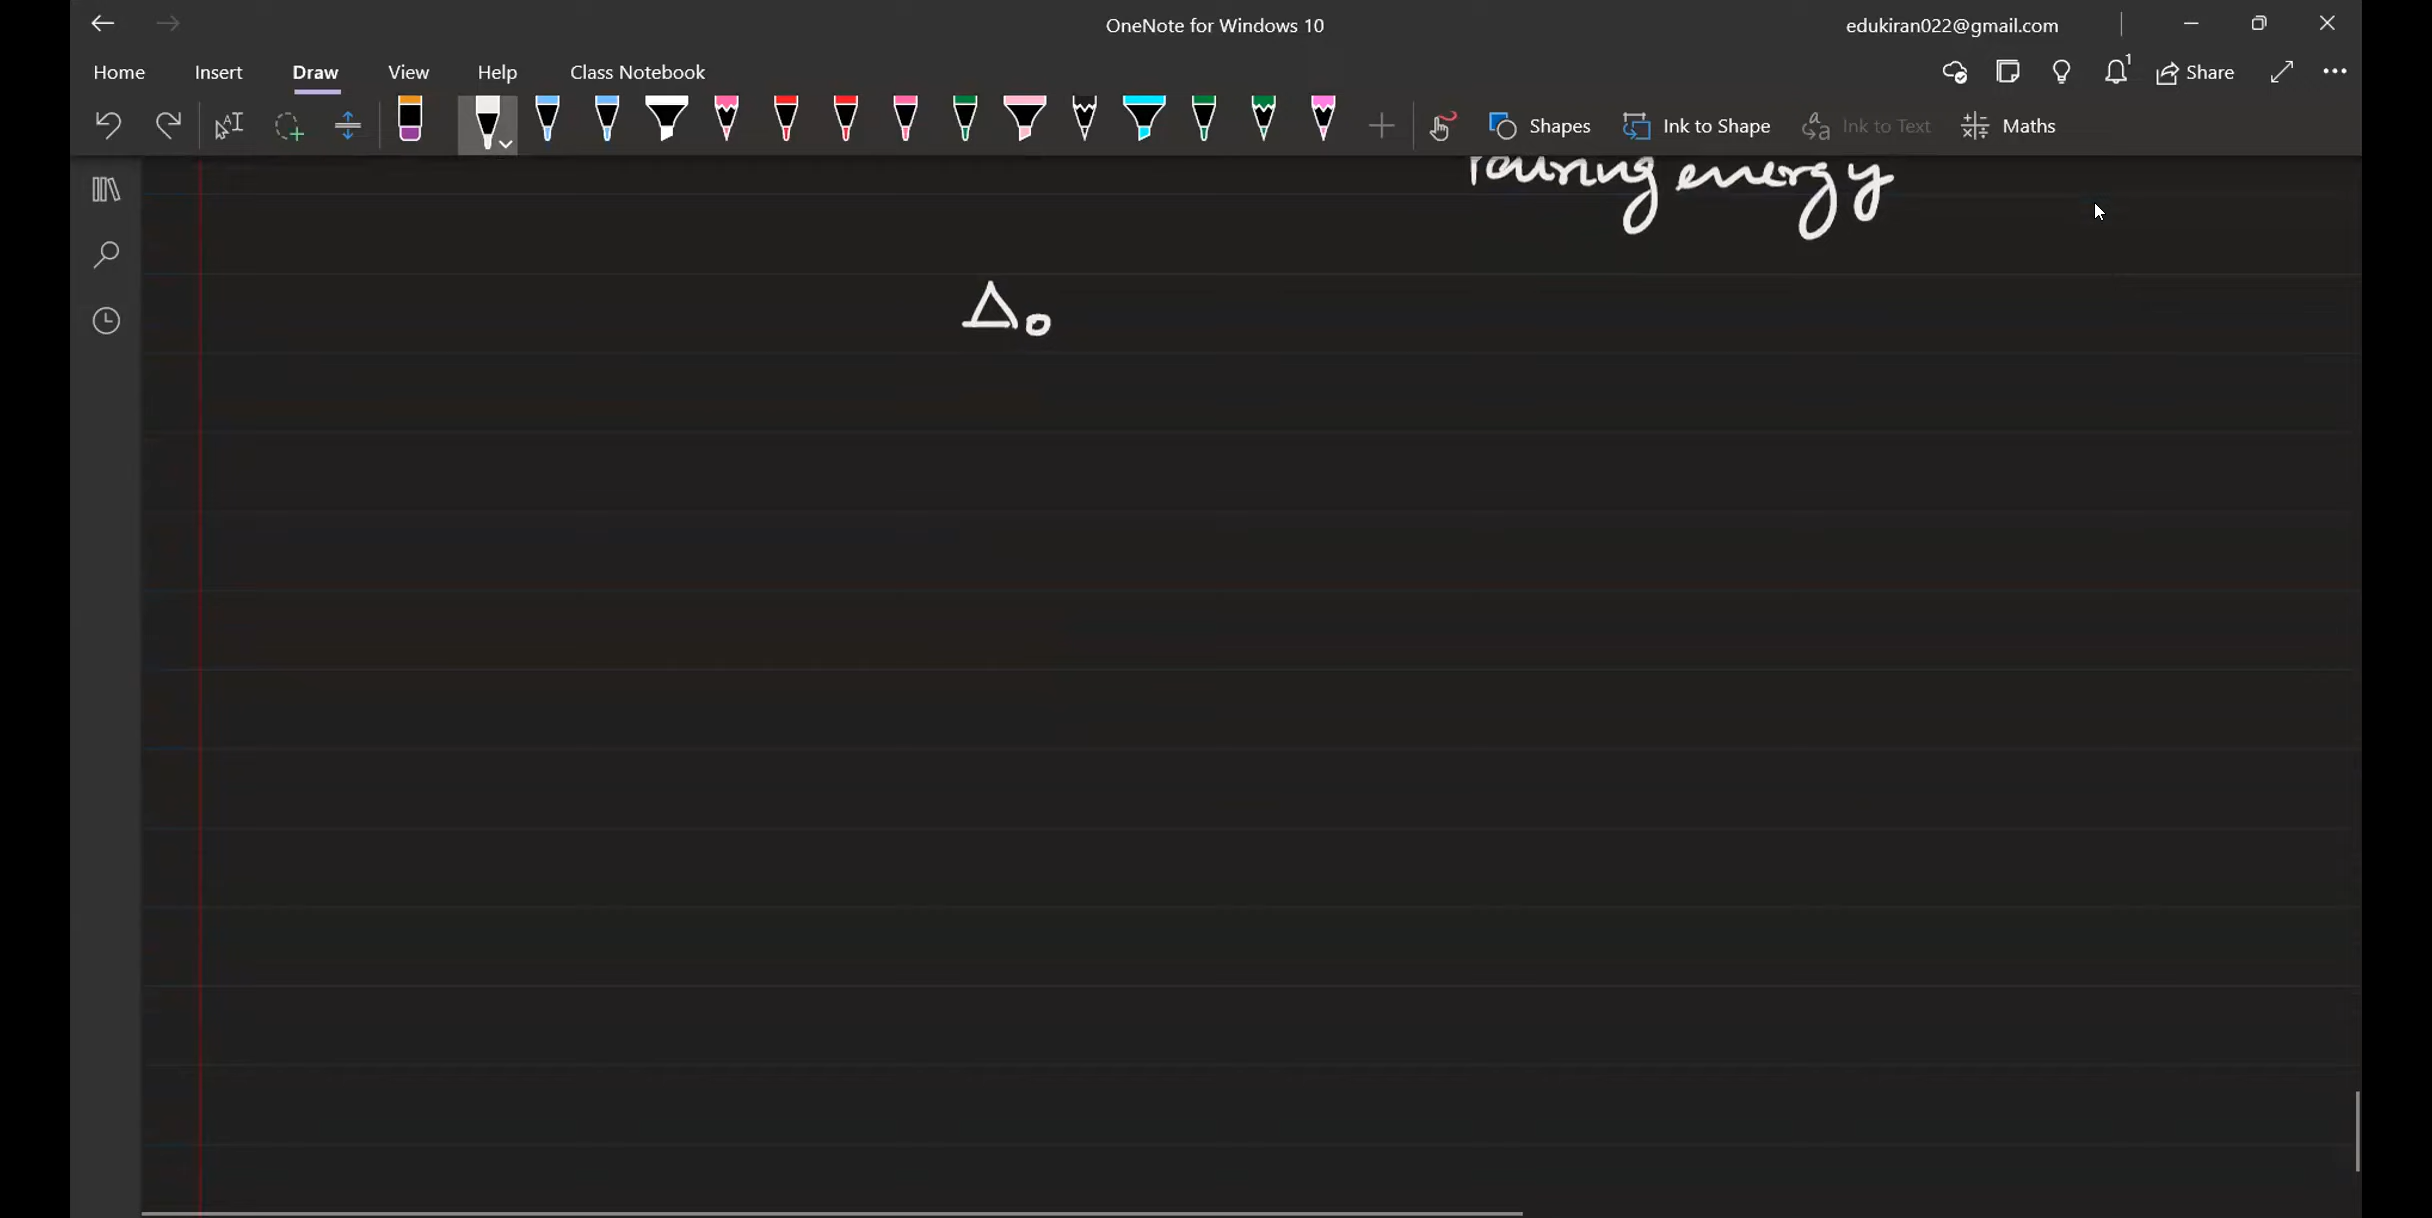 OneNote for Windows 10
edukiran022@gmail.com
Home Insert Draw View Help Class Notebook
Share
Shapes Ink to Shape Ink to Text Maths
Pairing energy
Δo